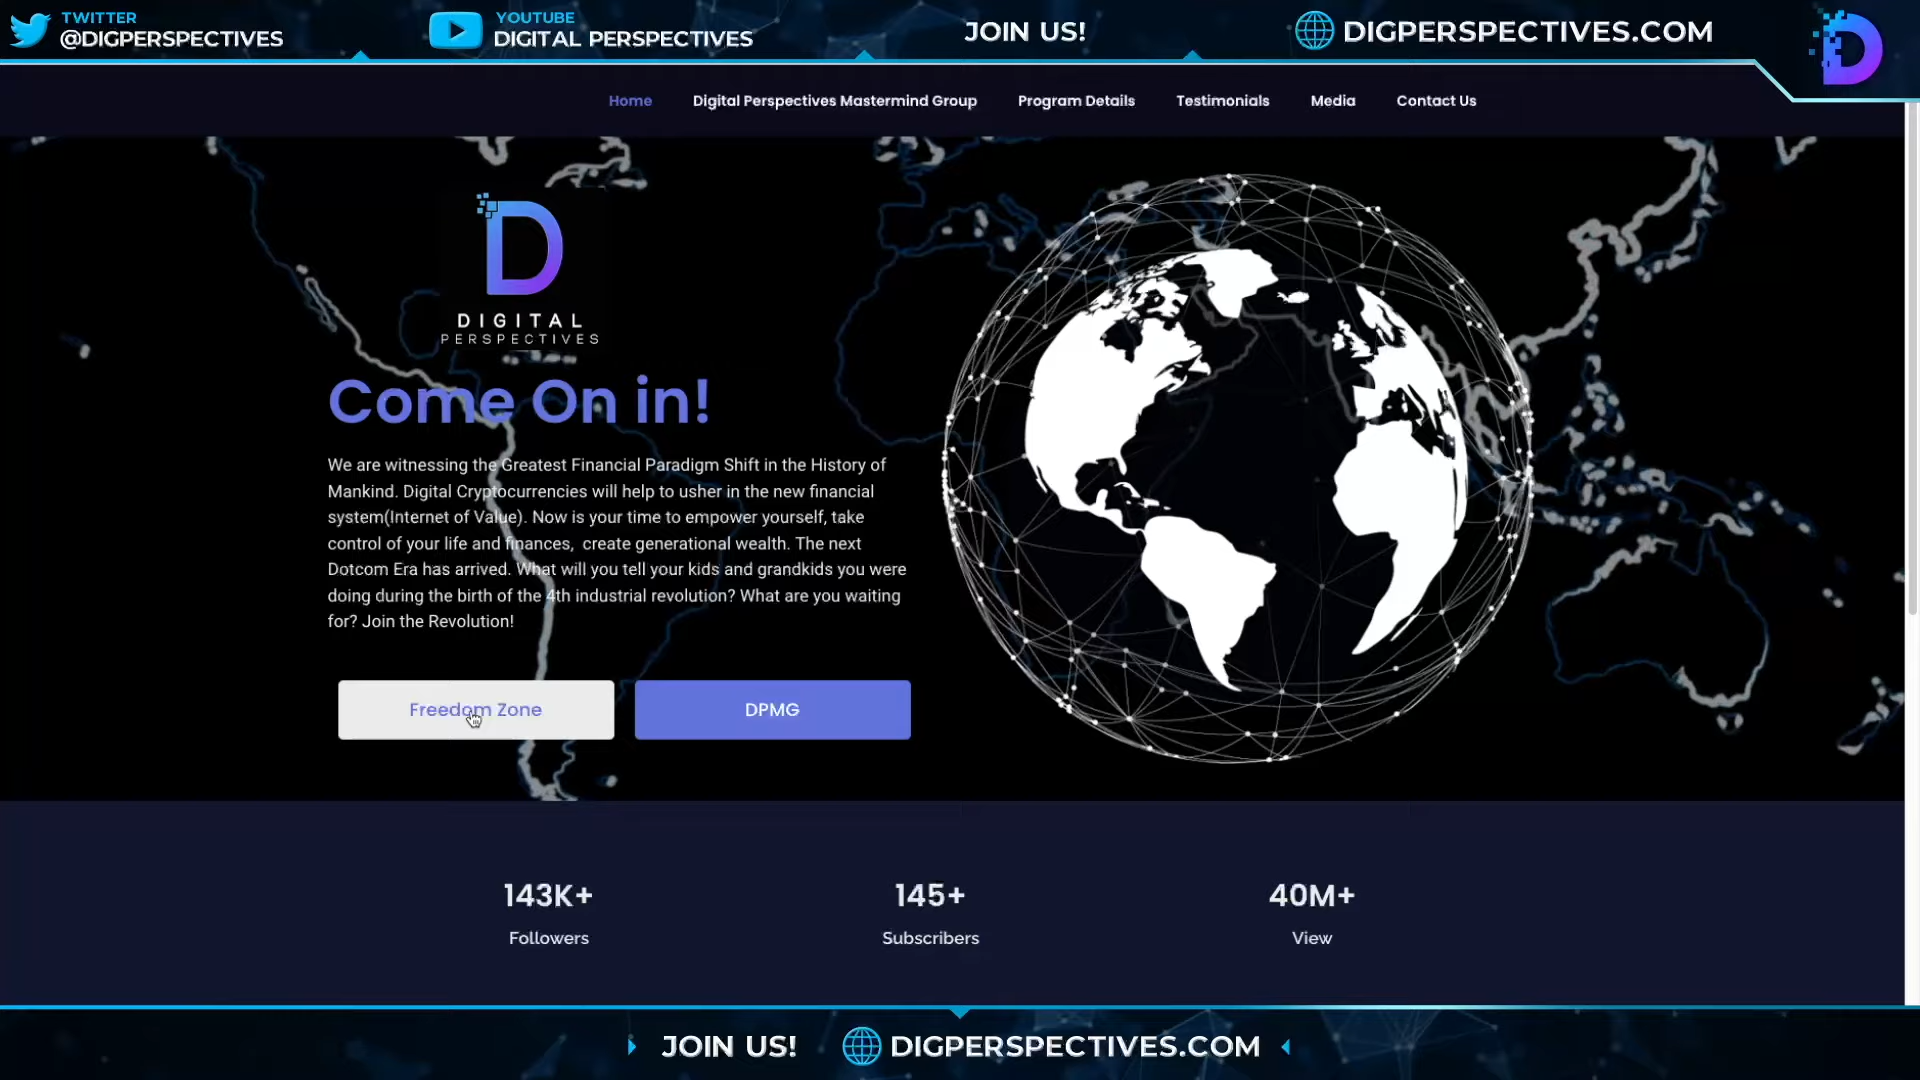 TWITTER
@DIGPERSPECTIVES
YOUTUBE
DIGITAL PERSPECTIVES
JOIN US!
DIGPERSPECTIVES.COM
Home
Digital Perspectives Mastermind Group
Program Details
Testimonials
Media
Contact Us
DIGITAL
PERSPECTIVES
Come On in!
We are witnessing the Greatest Financial Paradigm Shift in the History of
Mankind. Digital Cryptocurrencies will help to usher in the new financial
system(Internet of Value). Now is your time to empower yourself, take
control of your life and finances, create generational wealth. The next
Dotcom Era has arrived. What will you tell your kids and grandkids you were
doing during the birth of the 4th industrial revolution? What are you waiting
for? Join the Revolution!
Freedom Zone
DPMG
143K+
Followers
145+
Subscribers
40M+
View
JOIN US!
DIGPERSPECTIVES.COM